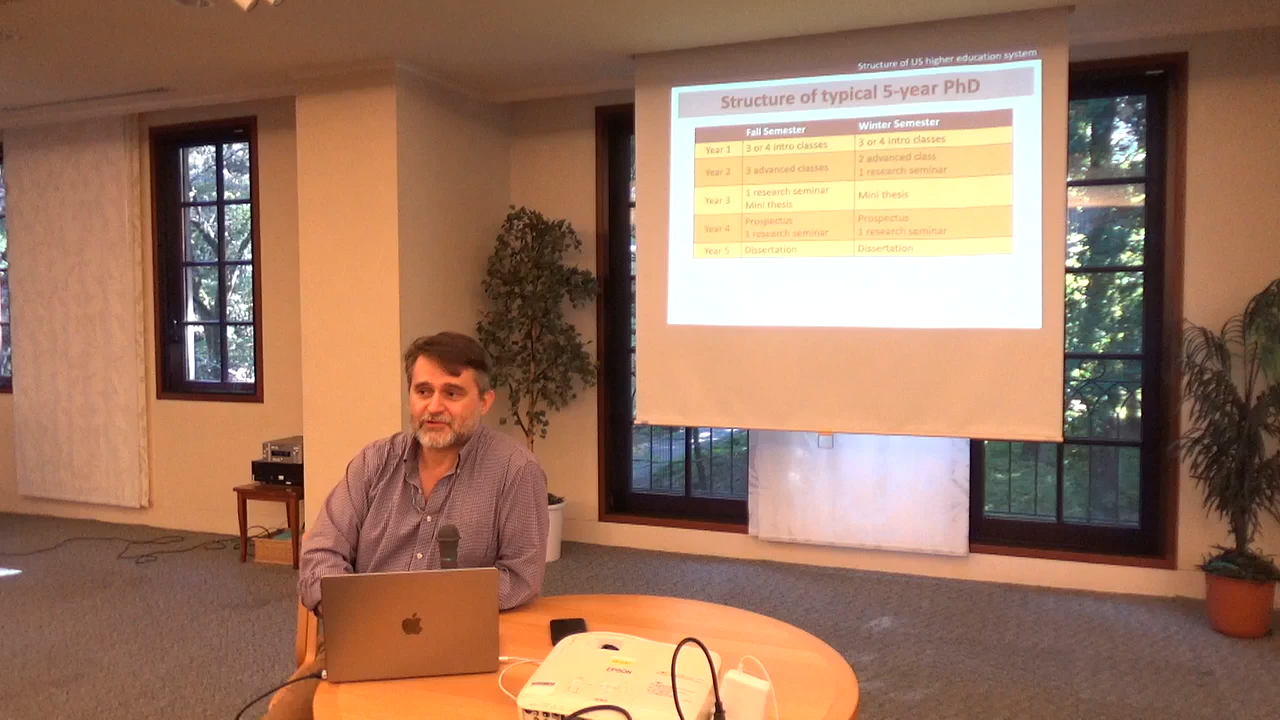 Structure of US higher education system
Structure of typical 5-year PhD
Fall Semester Winter Semester
Year 1 3 or 4 intro classes 3 or 4 intro classes
Year 2 3 advanced classes 2 advanced class
1 research seminar
Year 3 1 research seminar Mini thesis
Mini thesis
Year 4 Prospectus Prospectus
1 research seminar 1 research seminar
Year 5 Dissertation Dissertation
EPSON